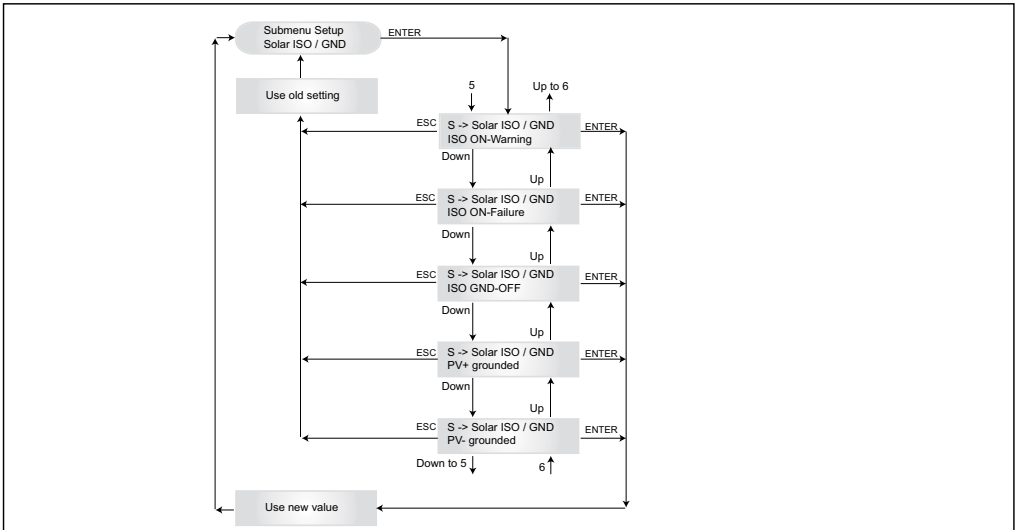 Submenu Setup
Solar ISO / GND
ENTER
Use old setting
5
Up to 6
ESC
S -> Solar ISO / GND
ISO ON-Warning
ENTER
Down
Up
ESC
S -> Solar ISO / GND
ISO ON-Failure
ENTER
Down
Up
ESC
S -> Solar ISO / GND
ISO GND-OFF
ENTER
Down
Up
ESC
S -> Solar ISO / GND
PV+ grounded
ENTER
Down
Up
ESC
S -> Solar ISO / GND
PV- grounded
ENTER
Down to 5
6
Use new value